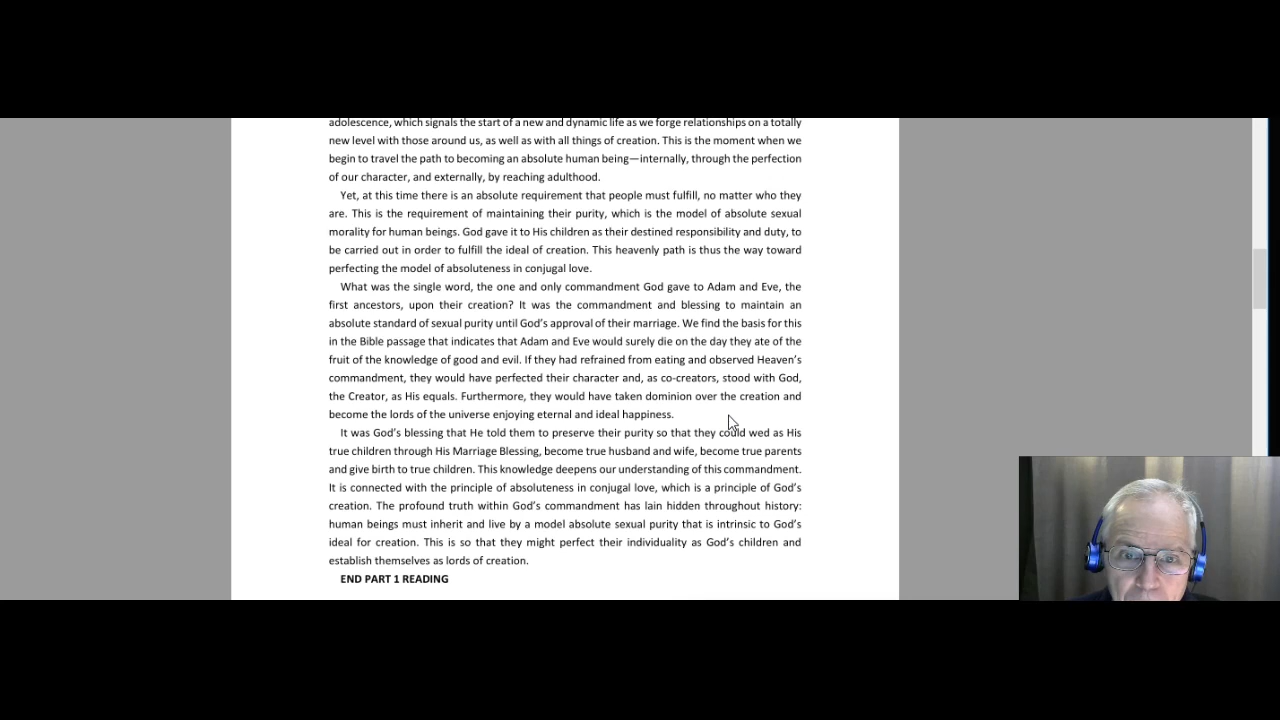 adolescence, which signals the start of a new and dynamic life as we forge relationships on a totally
new level with those around us, as well as with all things of creation. This is the moment when we
begin to travel the path to becoming an absolute human being—internally, through the perfection
of our character, and externally, by reaching adulthood.
Yet, at this time there is an absolute requirement that people must fulfill, no matter who they
are. This is the requirement of maintaining their purity, which is the model of absolute sexual
morality for human beings. God gave it to His children as their destined responsibility and duty, to
be carried out in order to fulfill the ideal of creation. This heavenly path is thus the way toward
perfecting the model of absoluteness in conjugal love.
What was the single word, the one and only commandment God gave to Adam and Eve, the
first ancestors, upon their creation? It was the commandment and blessing to maintain an
absolute standard of sexual purity until God's approval of their marriage. We find the basis for this
in the Bible passage that indicates that Adam and Eve would surely die on the day they ate of the
fruit of the knowledge of good and evil. If they had refrained from eating and observed Heaven's
commandment, they would have perfected their character and, as co-creators, stood with God,
the Creator, as His equals. Furthermore, they would have taken dominion over the creation and
become the lords of the universe enjoying eternal and ideal happiness.
It was God's blessing that He told them to preserve their purity so that they could wed as His
true children through His Marriage Blessing, become true husband and wife, become true parents
and give birth to true children. This knowledge deepens our understanding of this commandment.
It is connected with the principle of absoluteness in conjugal love, which is a principle of God's
creation. The profound truth within God's commandment has lain hidden throughout history:
human beings must inherit and live by a model absolute sexual purity that is intrinsic to God's
ideal for creation. This is so that they might perfect their individuality as God's children and
establish themselves as lords of creation.
END PART 1 READING